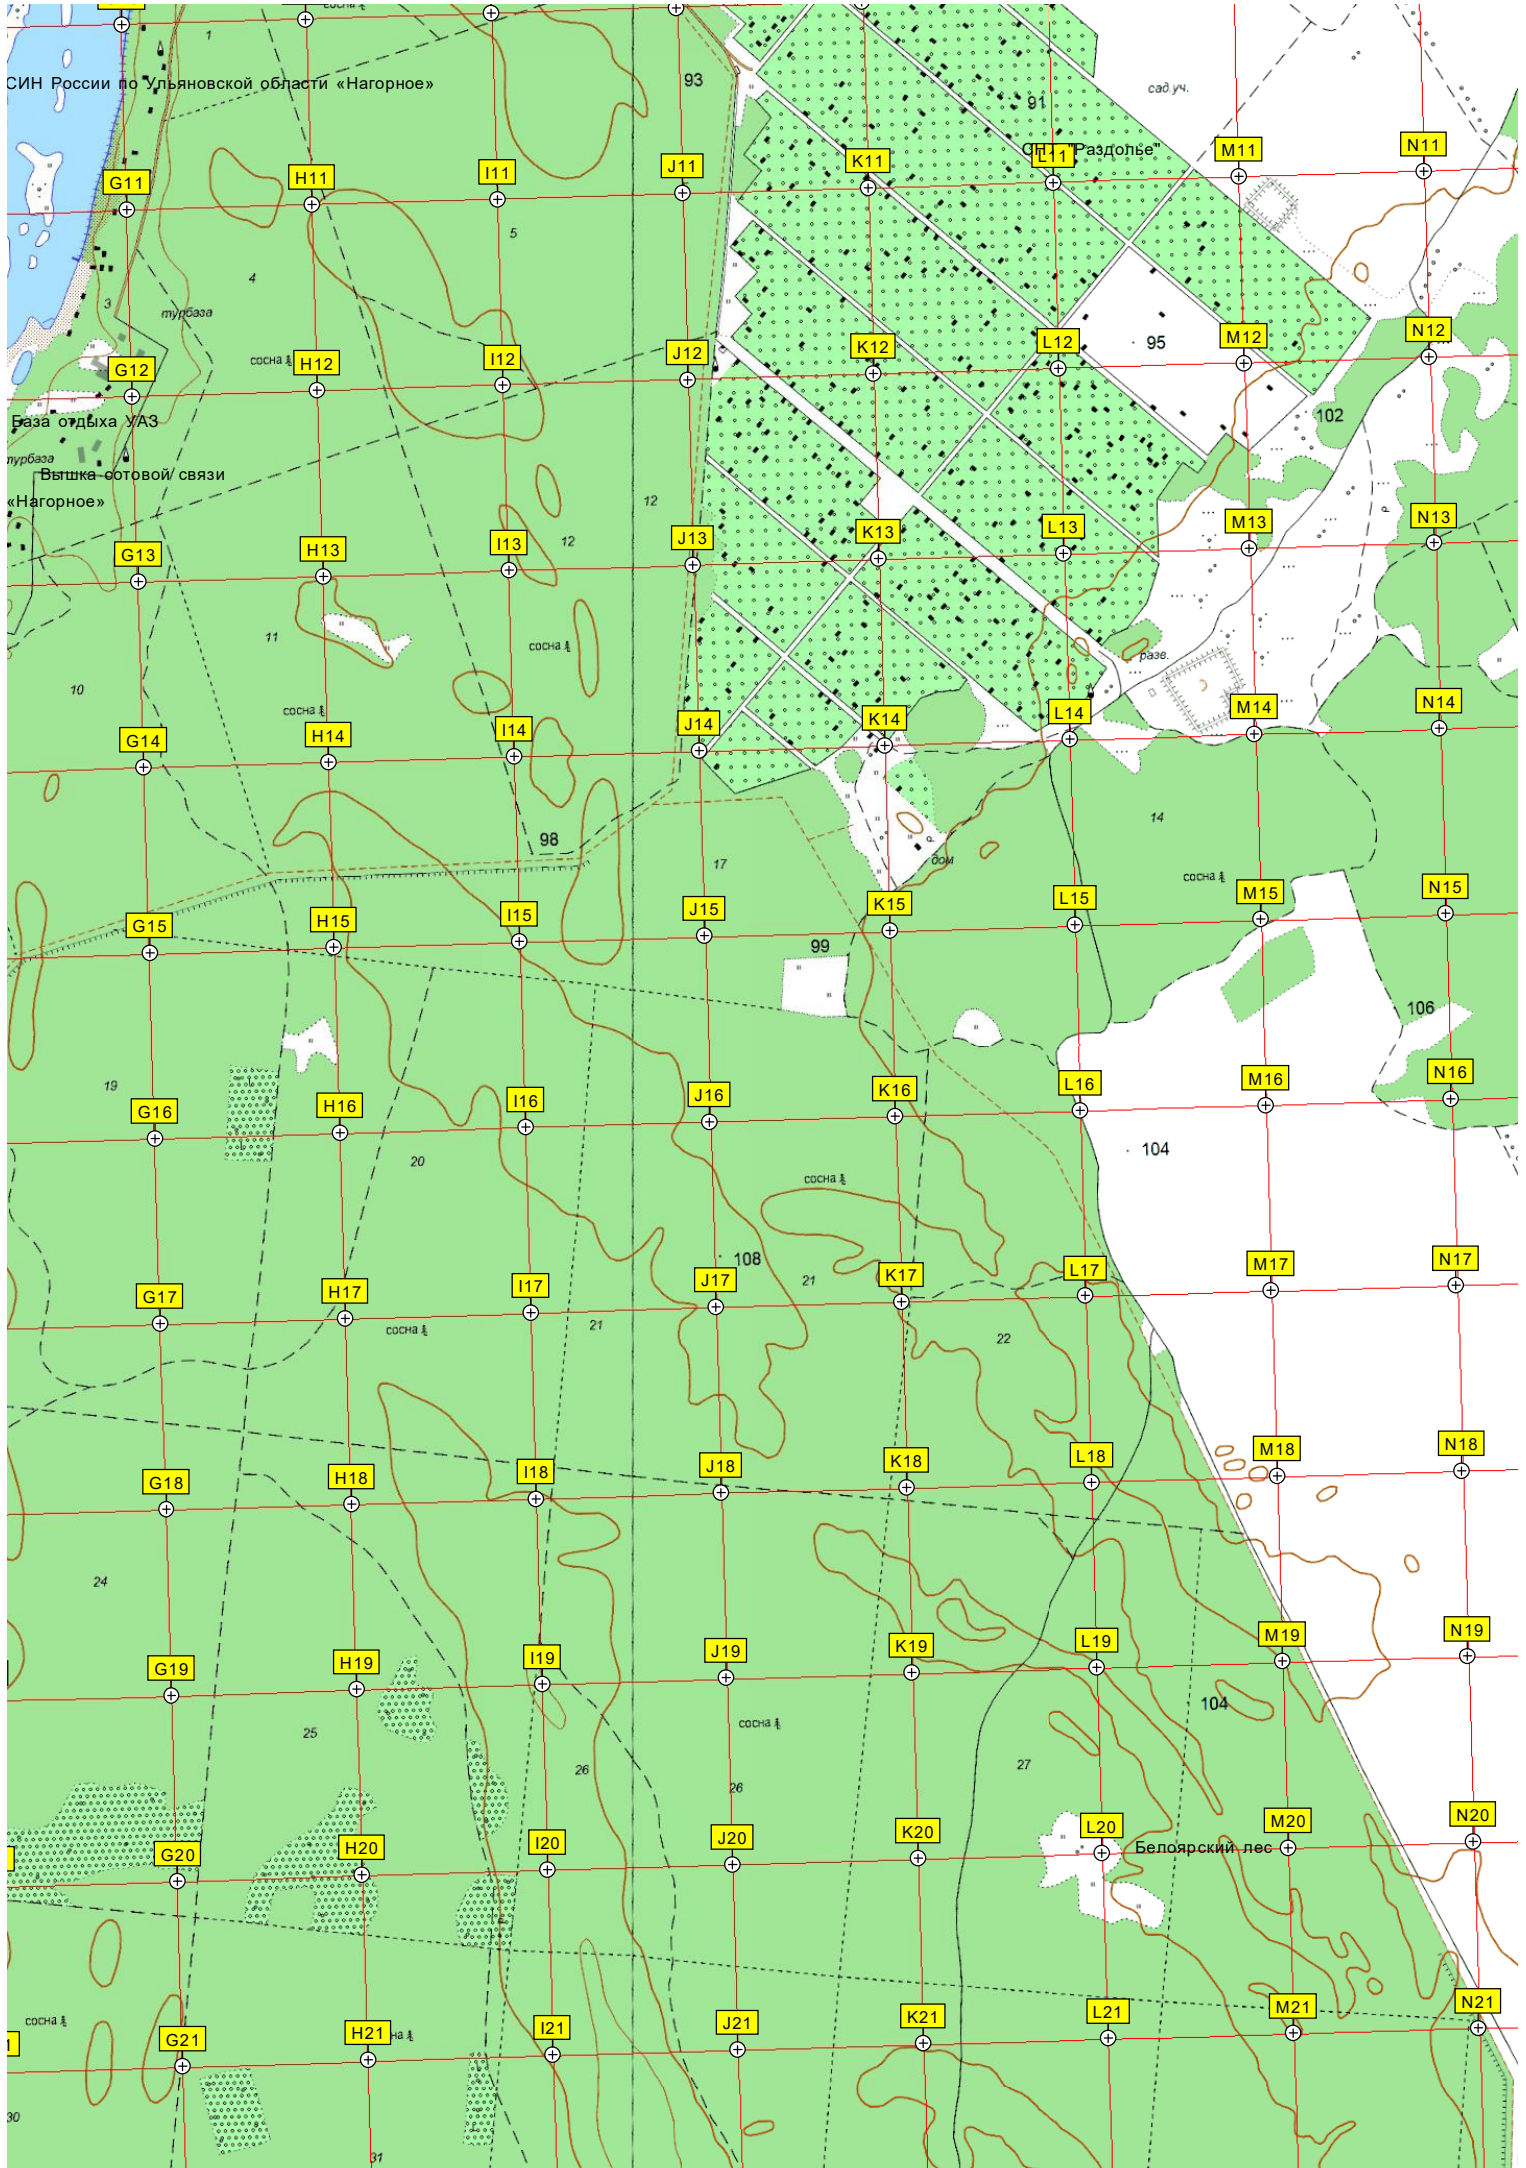 сосна
1
93
СИН России по Ульяновской области «Нагорное»
91
сад.уч.
СНТ "Раздолье"
G11
H11
I11
J11
K11
L11
M11
N11
5
4
3
турбаза
95
сосна
G12
H12
I12
J12
K12
L12
M12
N12
102
База отдыха УАЗ
турбаза
Вышка сотовой связи
«Нагорное»
12
12
G13
H13
I13
J13
K13
L13
M13
N13
11
сосна
разв.
10
сосна
G14
H14
I14
J14
K14
L14
M14
N14
14
98
17
дом
сосна
G15
H15
I15
J15
K15
L15
M15
N15
99
106
19
G16
H16
I16
J16
K16
L16
M16
N16
20
104
сосна
108
21
G17
H17
I17
J17
K17
L17
M17
N17
сосна
21
22
G18
H18
I18
J18
K18
L18
M18
N18
24
G19
H19
I19
J19
K19
L19
M19
N19
104
25
сосна
26
26
27
G20
H20
I20
J20
K20
L20
M20
N20
Белоярский лес
сосна
G21
H21
на
I21
J21
K21
L21
M21
N21
30
31